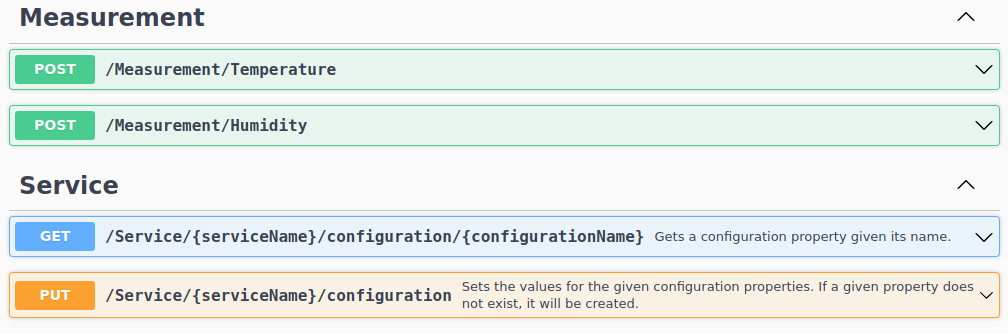 Measurement
POST /Measurement/Temperature
POST /Measurement/Humidity
Service
GET /Service/{serviceName}/configuration/{configurationName} Gets a configuration property given its name.
PUT /Service/{serviceName}/configuration Sets the values for the given configuration properties. If a given property does
not exist, it will be created.